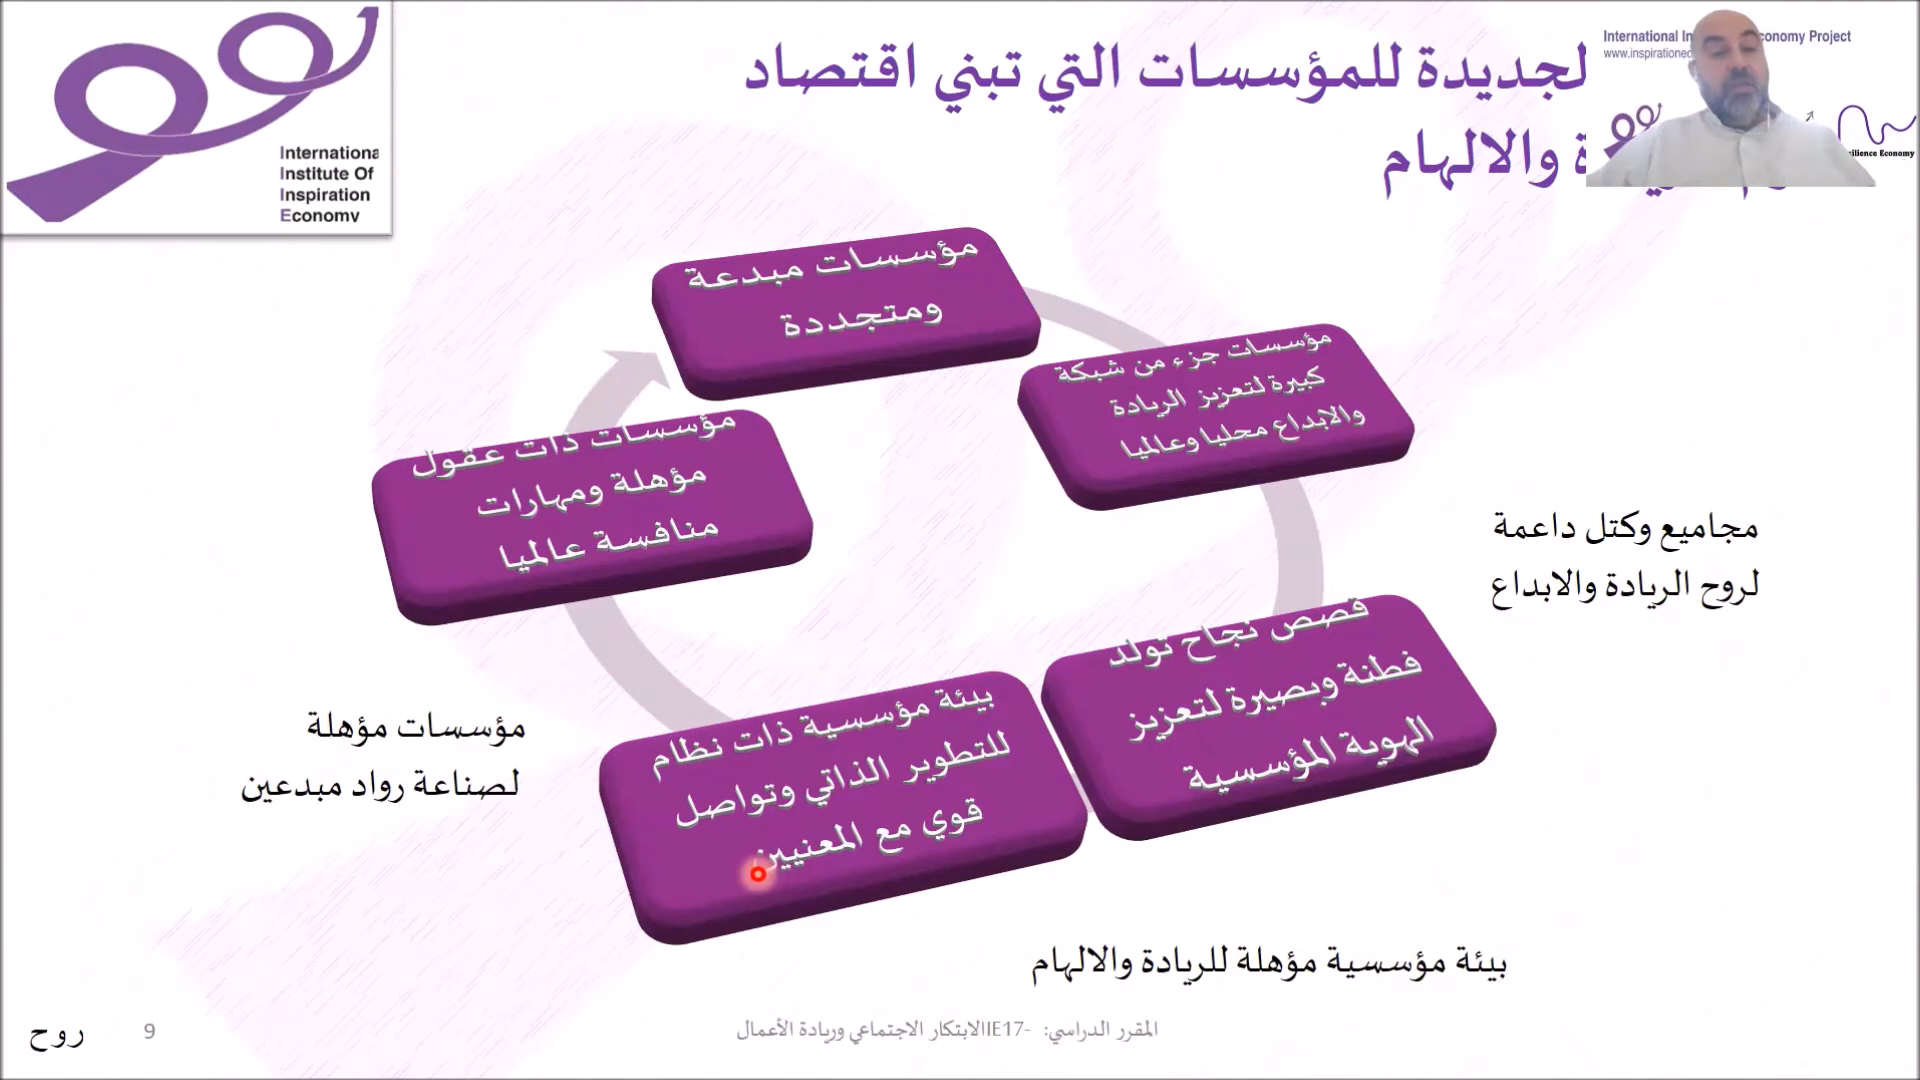 International
Institute Of
Inspiration
Economy
International
conomy Project
ilience Economy
لجديدة للمؤسسات التي تبني اقتصاد
والالهام
مؤسسات مبدعة
ومتجددة
مؤسسات جزء من شبكة
كبيرة لتعزيز الريادة
والابداع محليا وعالميا
مؤسسات ذات عقول
مؤهلة ومهارات
منافسة عالميا
مجاميع وكتل داعمة
لروح الريادة والابداع
قصص نجاح تولد
فطنة وبصيرة لتعزيز
الهوية المؤسسية
بيئة مؤسسية ذات نظام
للتطوير الذاتي وتواصل
قوي مع المعنيين
مؤسسات مؤهلة
لصناعة رواد مبدعين
بيئة مؤسسية مؤهلة للريادة والالهام
المقرر الدراسي: -IE17الابتكار الاجتماعي وريادة الأعمال
9
روح